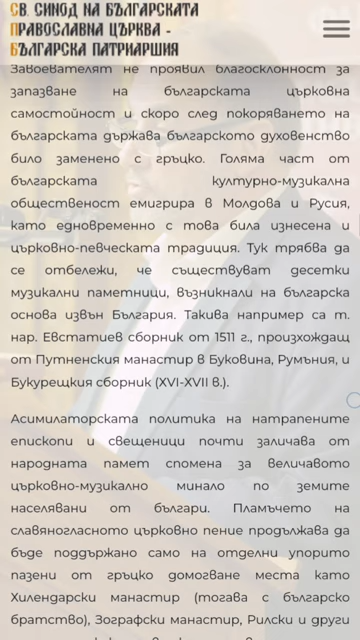 СВ. СИНОД НА БЪЛГАРСКАТА
ПРАВОСЛАВНА ЦЪРКВА -
БЪЛГАРСКА ПАТРИАРШИЯ
Завоевателят не проявил благосклонност за
запазване на българската църковна
самостойност и скоро след покоряването на
българската държава българското духовенство
било заменено с гръцко. Голяма част от
българската културно-музикална
общественост емигрира в Молдова и Русия,
като едновременно с това била изнесена и
църковно-певческата традиция. Тук трябва да
се отбележи, че съществуват десетки
музикални паметници, възникнали на българска
основа извън България. Такива например са т.
нар. Евстатиев сборник от 1511 г., произхождащ
от Путненския манастир в Буковина, Румъния, и
Букурещкия сборник (XVI-XVII в.).
Асимилаторската политика на натрапените
епископи и свещеници почти заличава от
народната памет спомена за величавото
църковно-музикално минало по земите
населявани от българи. Пламъчето на
славяногласното църковно пение продължава да
бъде поддържано само на отделни упорито
пазени от гръцко домогване места като
Хилендарски манастир (тогава с българско
братство), Зографски манастир, Рилски и други